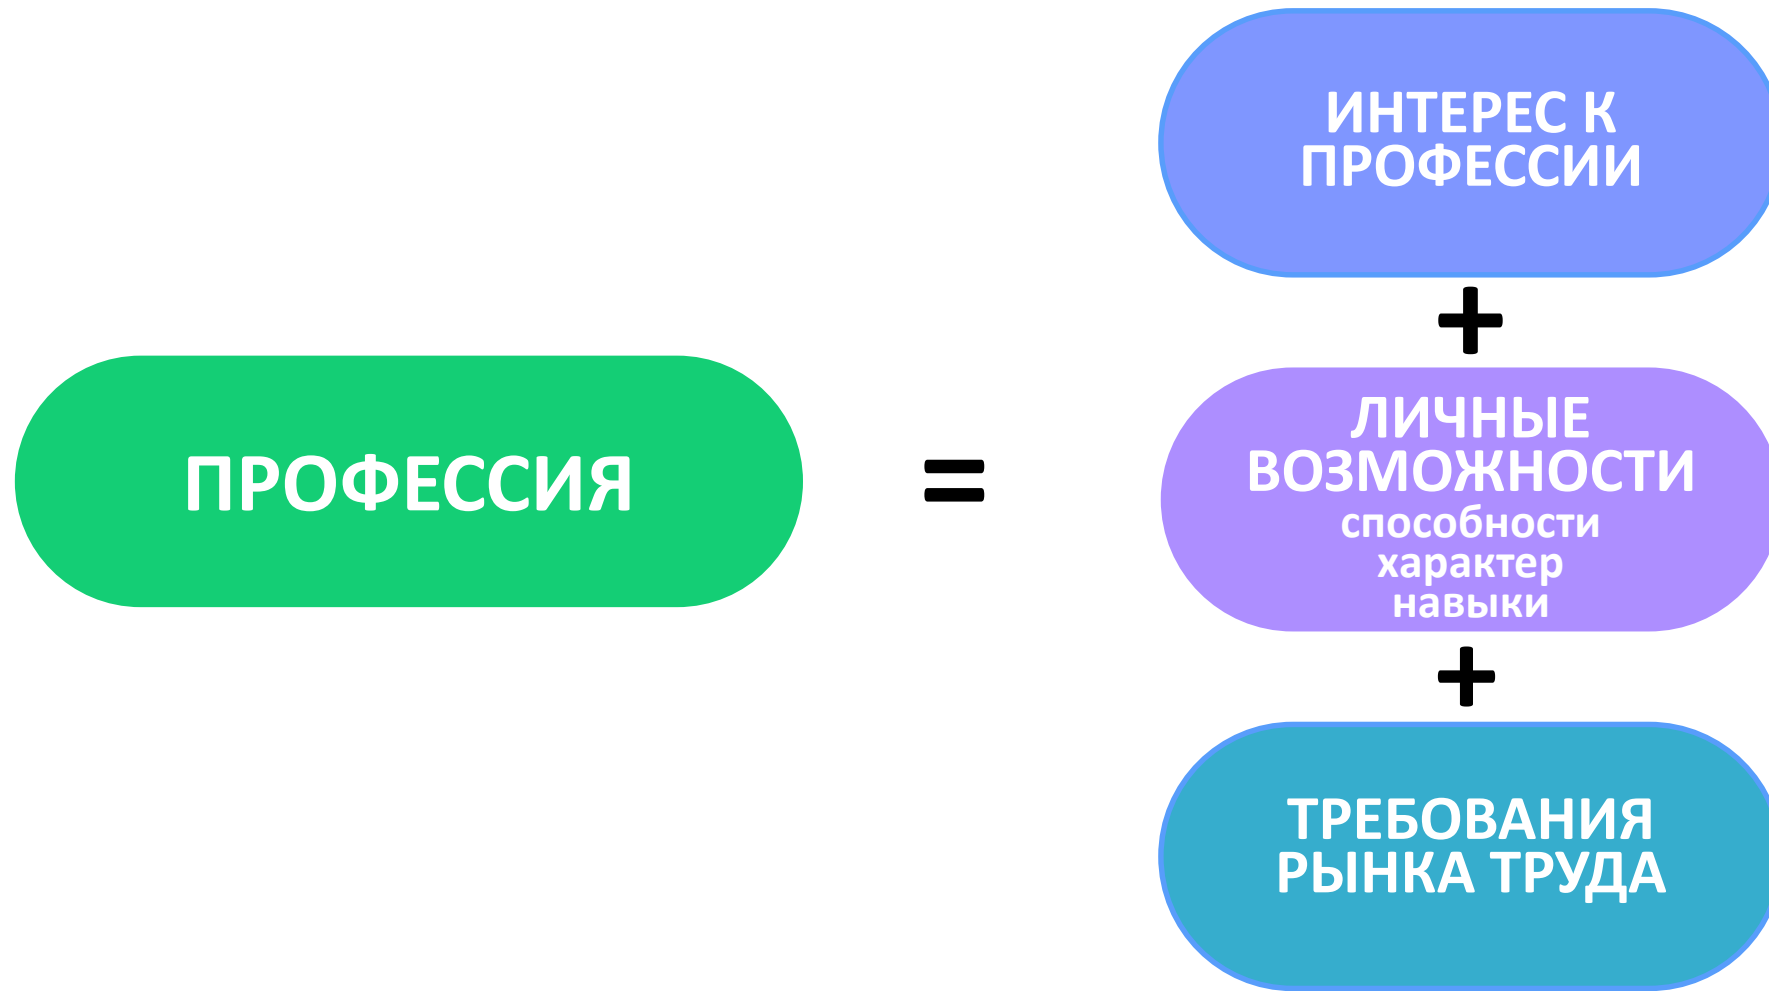 ПРОФЕССИЯ
=
ИНТЕРЕС К
ПРОФЕССИИ
+
ЛИЧНЫЕ
ВОЗМОЖНОСТИ
способности
характер
навыки
+
ТРЕБОВАНИЯ
РЫНКА ТРУДА